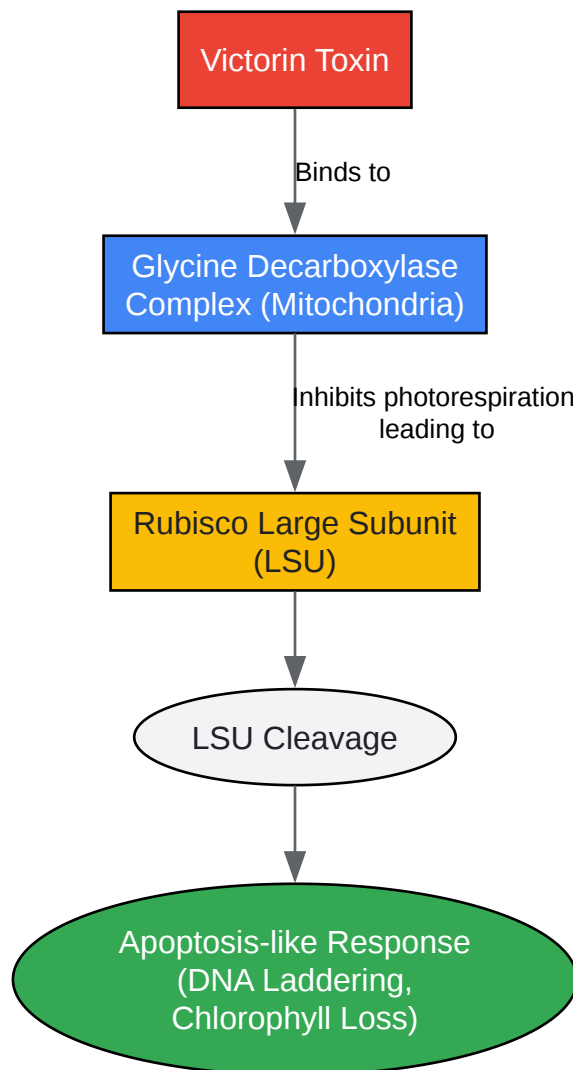 Victorin Toxin
Binds to
Glycine Decarboxylase
Complex (Mitochondria)
Inhibits photorespiration
leading to
Rubisco Large Subunit
(LSU)
LSU Cleavage
Apoptosis-like Response
(DNA Laddering,
Chlorophyll Loss)